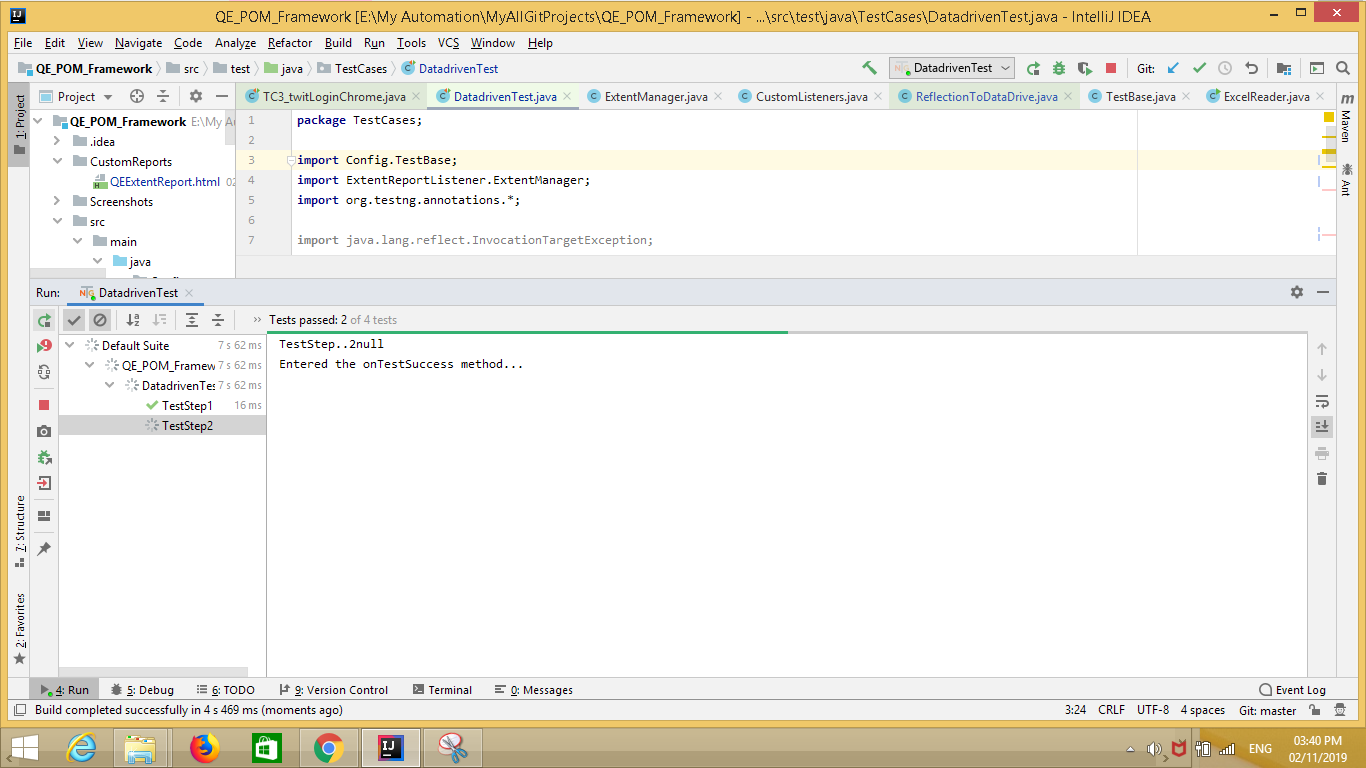 QE_POM_Framework [E:\My Automation\MyAllGitProjects\QE_POM_Framework] - ...\src\test\java\TestCases\DatadrivenTest.java - IntelliJ IDEA
File Edit View Navigate Code Analyze Refactor Build Run Tools VCS Window Help
QE_POM_Framework src test java TestCases DatadrivenTest DatadrivenTest Git:
1: Project
Project
TC3_twitLoginChrome.java DatadrivenTest.java ExtentManager.java CustomListeners.java ReflectionToDataDrive.java TestBase.java ExcelReader.java
Maven
Ant
QE_POM_Framework E:\My A
.idea
CustomReports
QEExtentReport.html 02
Screenshots
src
main
java
1 package TestCases;
2
3 import Config.TestBase;
4 import ExtentReportListener.ExtentManager;
5 import org.testng.annotations.*;
6
7 import java.lang.reflect.InvocationTargetException;
Run: DatadrivenTest
Tests passed: 2 of 4 tests
Default Suite 7 s 62 ms
QE_POM_Framew 7 s 62 ms
DatadrivenTes 7 s 62 ms
TestStep1 16 ms
TestStep2
TestStep..2null
Entered the onTestSuccess method...
7: Structure
2: Favorites
4: Run 5: Debug 6: TODO 9: Version Control Terminal 0: Messages Event Log
Build completed successfully in 4 s 469 ms (moments ago) 3:24 CRLF UTF-8 4 spaces Git: master
ENG 03:40 PM
02/11/2019